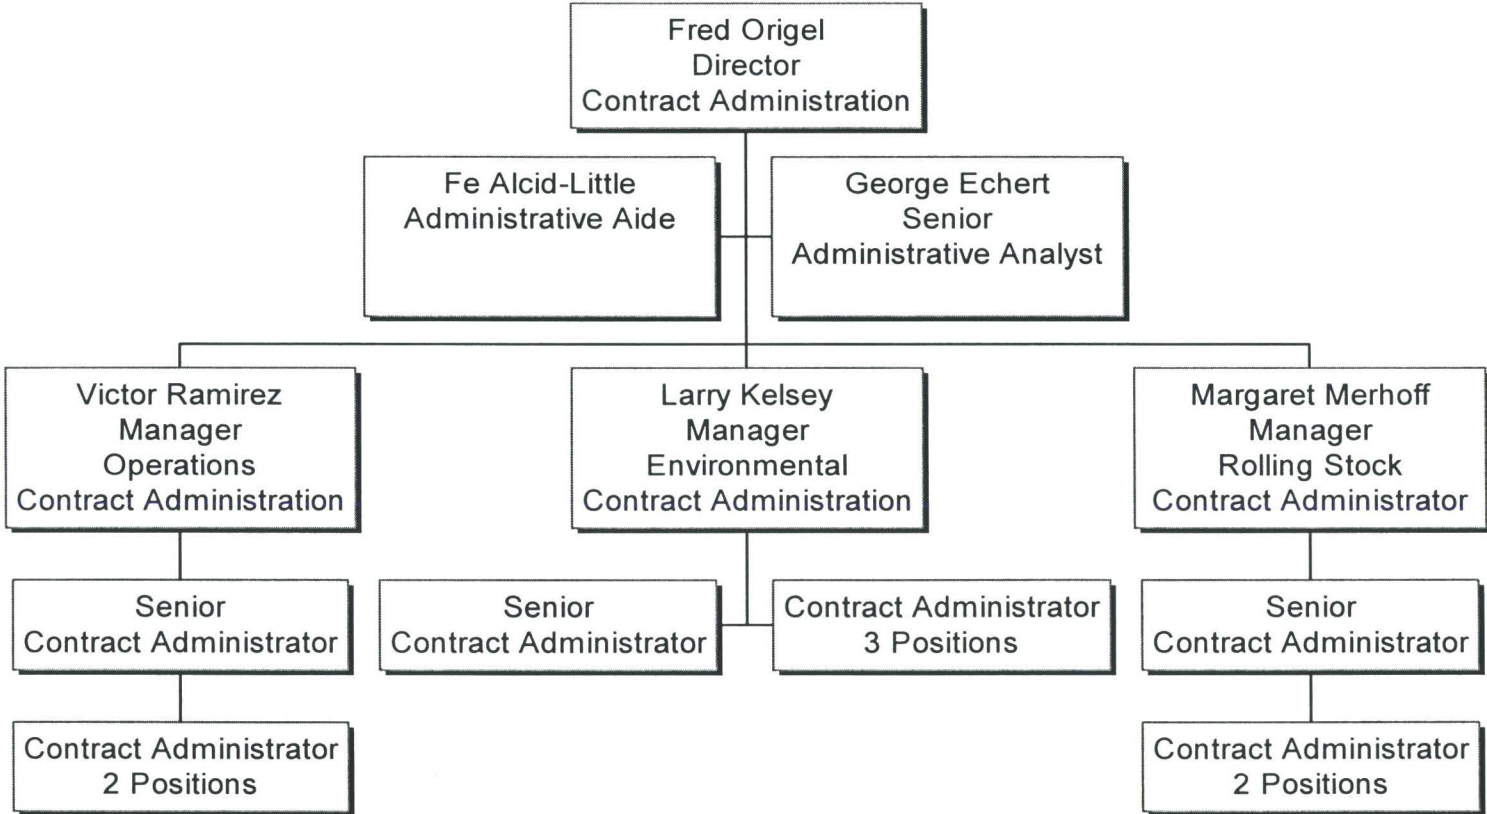 Fred Origel
Director
Contract Administration
Fe Alcid-Little
Administrative Aide
George Echert
Senior
Administrative Analyst
Victor Ramirez
Manager
Operations
Contract Administration
Larry Kelsey
Manager
Environmental
Contract Administration
Margaret Merhoff
Manager
Rolling Stock
Contract Administrator
Senior
Contract Administrator
Senior
Contract Administrator
Contract Administrator
3 Positions
Senior
Contract Administrator
Contract Administrator
2 Positions
Contract Administrator
2 Positions